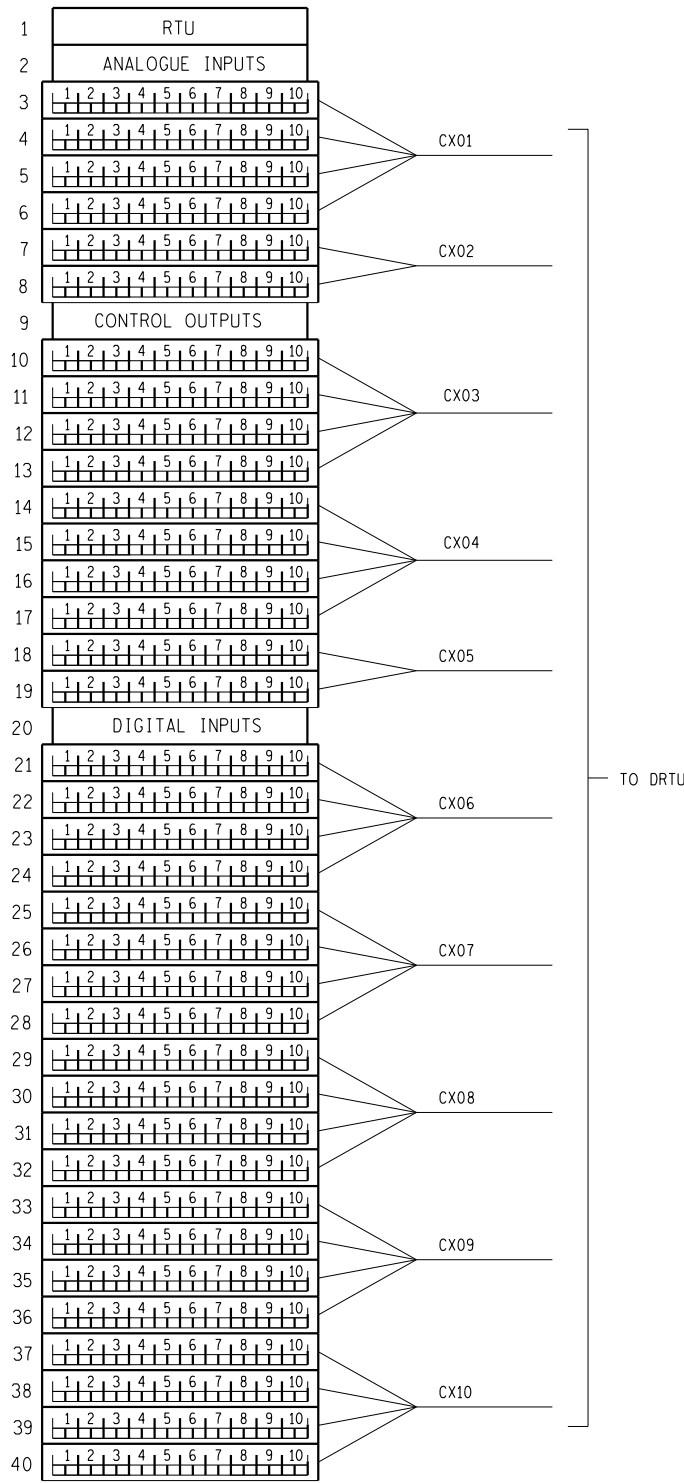 1 RTU
2 ANALOGUE INPUTS
3 1 2 3 4 5 6 7 8 9 10
4 1 2 3 4 5 6 7 8 9 10 CX01
5 1 2 3 4 5 6 7 8 9 10
6 1 2 3 4 5 6 7 8 9 10
7 1 2 3 4 5 6 7 8 9 10 CX02
8 1 2 3 4 5 6 7 8 9 10
9 CONTROL OUTPUTS
10 1 2 3 4 5 6 7 8 9 10
11 1 2 3 4 5 6 7 8 9 10 CX03
12 1 2 3 4 5 6 7 8 9 10
13 1 2 3 4 5 6 7 8 9 10
14 1 2 3 4 5 6 7 8 9 10
15 1 2 3 4 5 6 7 8 9 10 CX04
16 1 2 3 4 5 6 7 8 9 10
17 1 2 3 4 5 6 7 8 9 10
18 1 2 3 4 5 6 7 8 9 10 CX05
19 1 2 3 4 5 6 7 8 9 10
20 DIGITAL INPUTS
21 1 2 3 4 5 6 7 8 9 10 TO DRTU
22 1 2 3 4 5 6 7 8 9 10 CX06
23 1 2 3 4 5 6 7 8 9 10
24 1 2 3 4 5 6 7 8 9 10
25 1 2 3 4 5 6 7 8 9 10
26 1 2 3 4 5 6 7 8 9 10 CX07
27 1 2 3 4 5 6 7 8 9 10
28 1 2 3 4 5 6 7 8 9 10
29 1 2 3 4 5 6 7 8 9 10
30 1 2 3 4 5 6 7 8 9 10 CX08
31 1 2 3 4 5 6 7 8 9 10
32 1 2 3 4 5 6 7 8 9 10
33 1 2 3 4 5 6 7 8 9 10
34 1 2 3 4 5 6 7 8 9 10 CX09
35 1 2 3 4 5 6 7 8 9 10
36 1 2 3 4 5 6 7 8 9 10
37 1 2 3 4 5 6 7 8 9 10
38 1 2 3 4 5 6 7 8 9 10 CX10
39 1 2 3 4 5 6 7 8 9 10
40 1 2 3 4 5 6 7 8 9 10